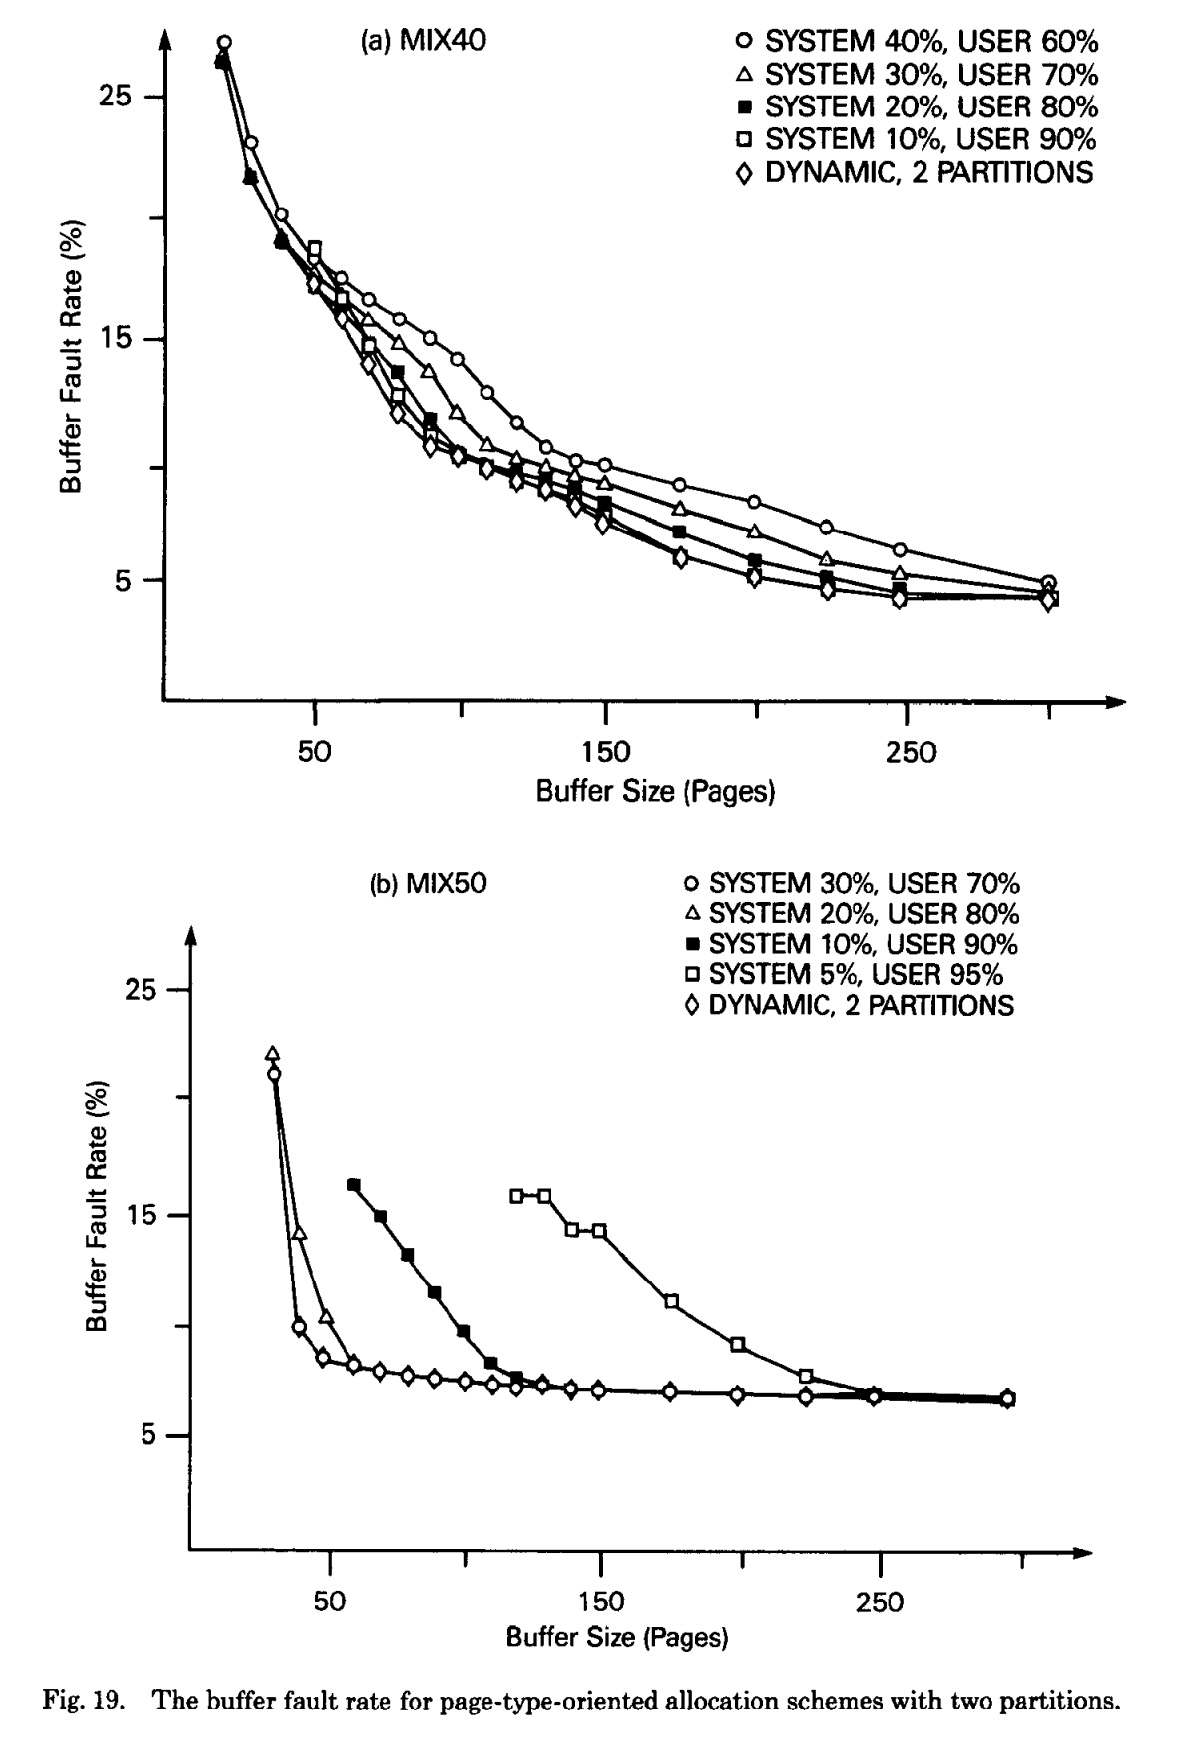 (a) MIX40
SYSTEM 40%, USER 60%
SYSTEM 30%, USER 70%
SYSTEM 20%, USER 80%
SYSTEM 10%, USER 90%
DYNAMIC, 2 PARTITIONS
25
15
5
Buffer Fault Rate (%)
50 150 250
Buffer Size (Pages)
(b) MIX50
SYSTEM 30%, USER 70%
SYSTEM 20%, USER 80%
SYSTEM 10%, USER 90%
SYSTEM 5%, USER 95%
DYNAMIC, 2 PARTITIONS
25
15
5
Buffer Fault Rate (%)
50 150 250
Buffer Size (Pages)
Fig. 19. The buffer fault rate for page-type-oriented allocation schemes with two partitions.